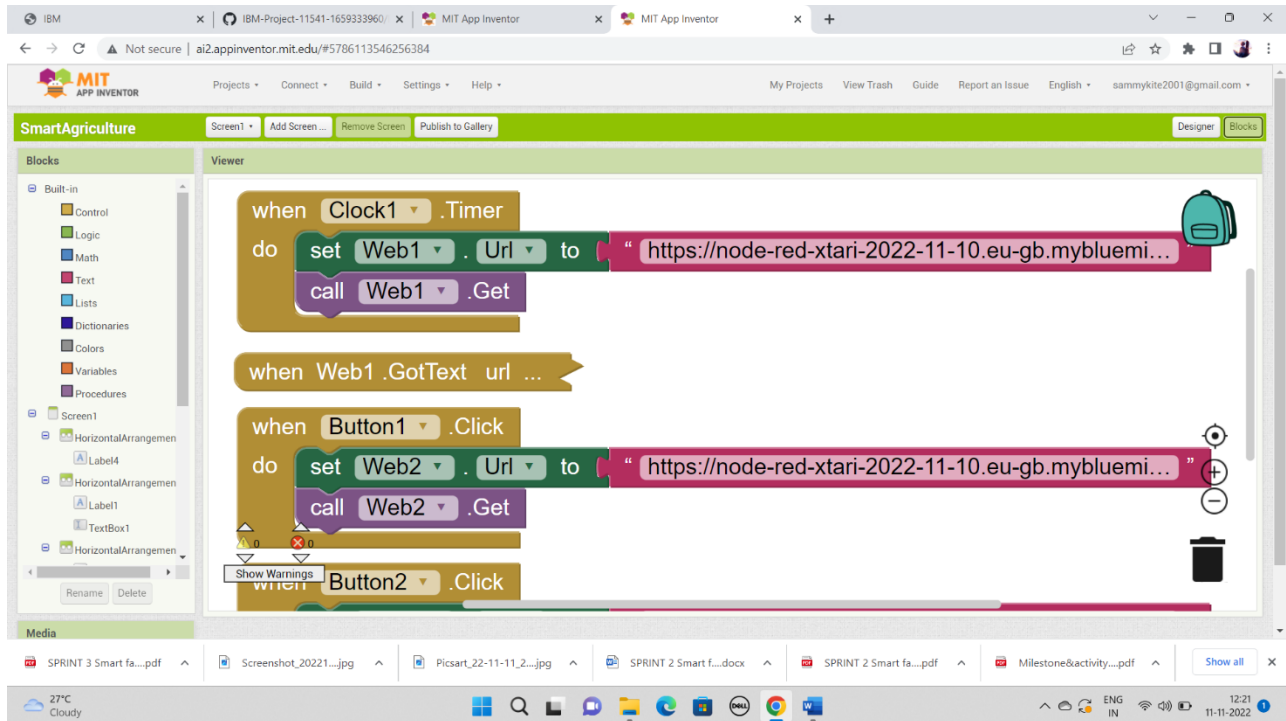 IBM
IBM-Project-11541-1659333960/
MIT App Inventor
MIT App Inventor
Not secure
ai2.appinventor.mit.edu/#5786113546256384
MIT
APP INVENTOR
Projects
Connect
Build
Settings
Help
My Projects
View Trash
Guide
Report an Issue
English
sammykite2001@gmail.com
SmartAgriculture
Screen1
Add Screen ...
Remove Screen
Publish to Gallery
Designer
Blocks
Blocks
Viewer
Built-in
Control
Logic
Math
Text
Lists
Dictionaries
Colors
Variables
Procedures
Screen1
HorizontalArrangemen
Label4
HorizontalArrangemen
Label1
TextBox1
HorizontalArrangemen
Rename
Delete
Media
when Clock1 .Timer
do set Web1 . Url to " https://node-red-xtari-2022-11-10.eu-gb.mybluemi… "
call Web1 .Get
when Web1 .GotText url ...
when Button1 .Click
do set Web2 . Url to " https://node-red-xtari-2022-11-10.eu-gb.mybluemi… "
call Web2 .Get
0 0
Show Warnings
when Button2 .Click
SPRINT 3 Smart fa....pdf
Screenshot_20221....jpg
Picsart_22-11-11_2....jpg
SPRINT 2 Smart f....docx
SPRINT 2 Smart fa....pdf
Milestone&activity....pdf
Show all
27°C
Cloudy
DELL
ENG
IN
12:21
11-11-2022
1